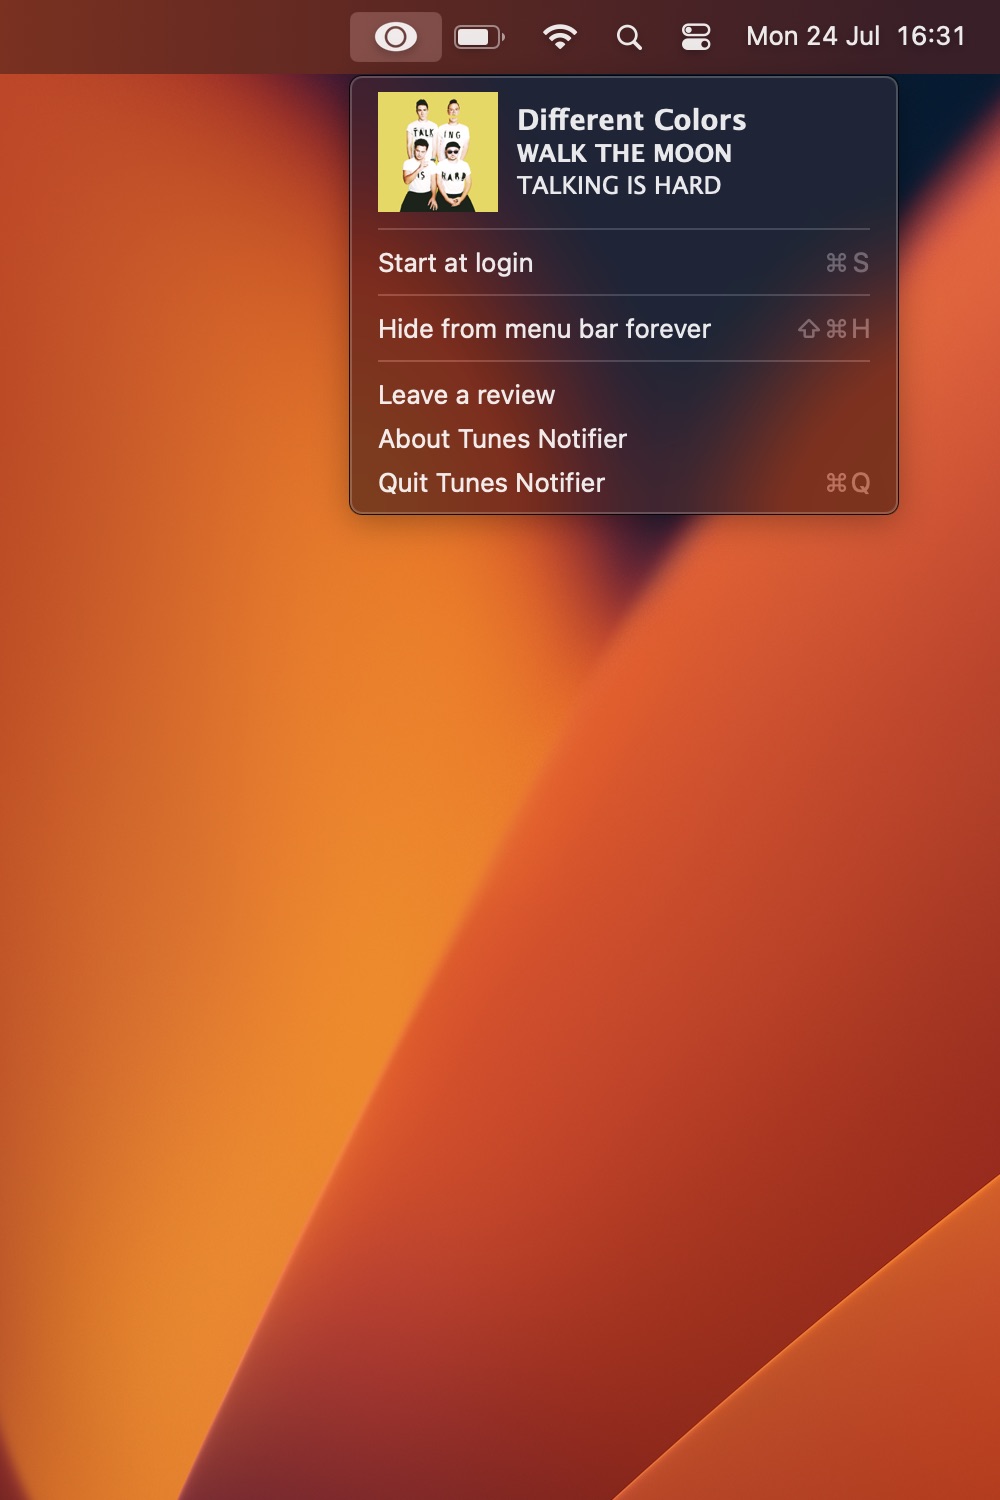 Mon 24 Jul 16:31
TALK ING
IS HARD
Different Colors
WALK THE MOON
TALKING IS HARD
Start at login ⌘S
Hide from menu bar forever ⇧⌘H
Leave a review
About Tunes Notifier
Quit Tunes Notifier ⌘Q